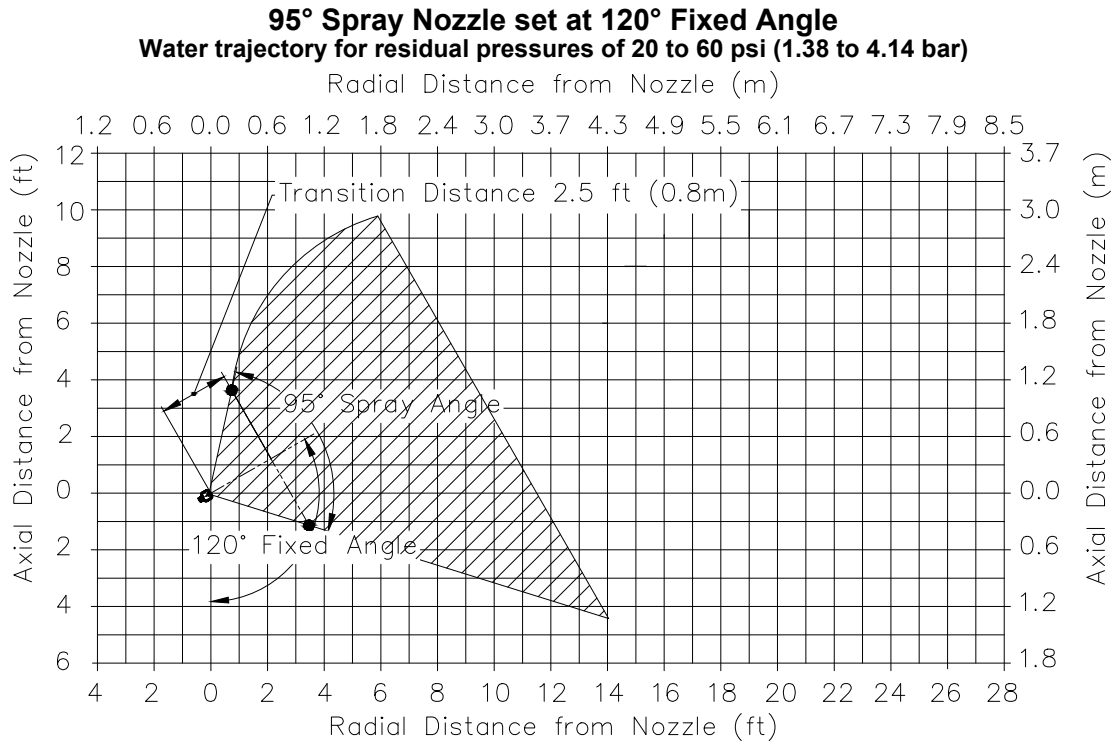 95° Spray Nozzle set at 120° Fixed Angle
Water trajectory for residual pressures of 20 to 60 psi (1.38 to 4.14 bar)
Radial Distance from Nozzle (m)
1.2 0.6 0.0 0.6 1.2 1.8 2.4 3.0 3.7 4.3 4.9 5.5 6.1 6.7 7.3 7.9 8.5
Axial Distance from Nozzle (ft)
12
10
8
6
4
2
0
2
4
6
Transition Distance 2.5 ft (0.8m)
95° Spray Angle
120° Fixed Angle
3.7
3.0
2.4
1.8
1.2
0.6
0.0
0.6
1.2
1.8
Axial Distance from Nozzle (m)
4 2 0 2 4 6 8 10 12 14 16 18 20 22 24 26 28
Radial Distance from Nozzle (ft)